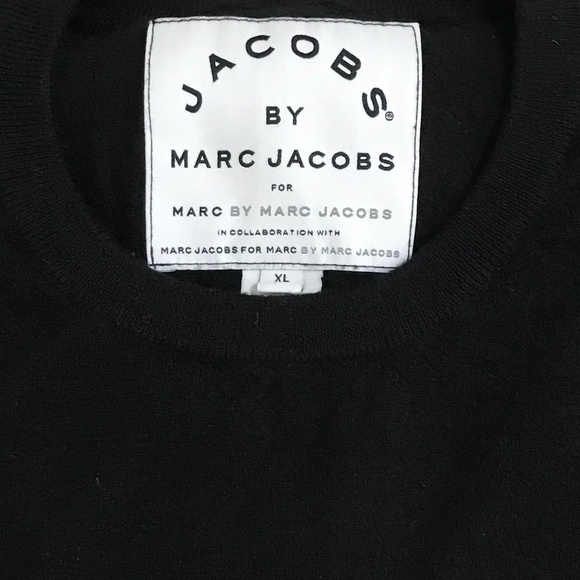 JACOBS®
BY
MARC JACOBS
FOR
MARC BY MARC JACOBS
IN COLLABORATION WITH
MARC JACOBS FOR MARC BY MARC JACOBS
XL